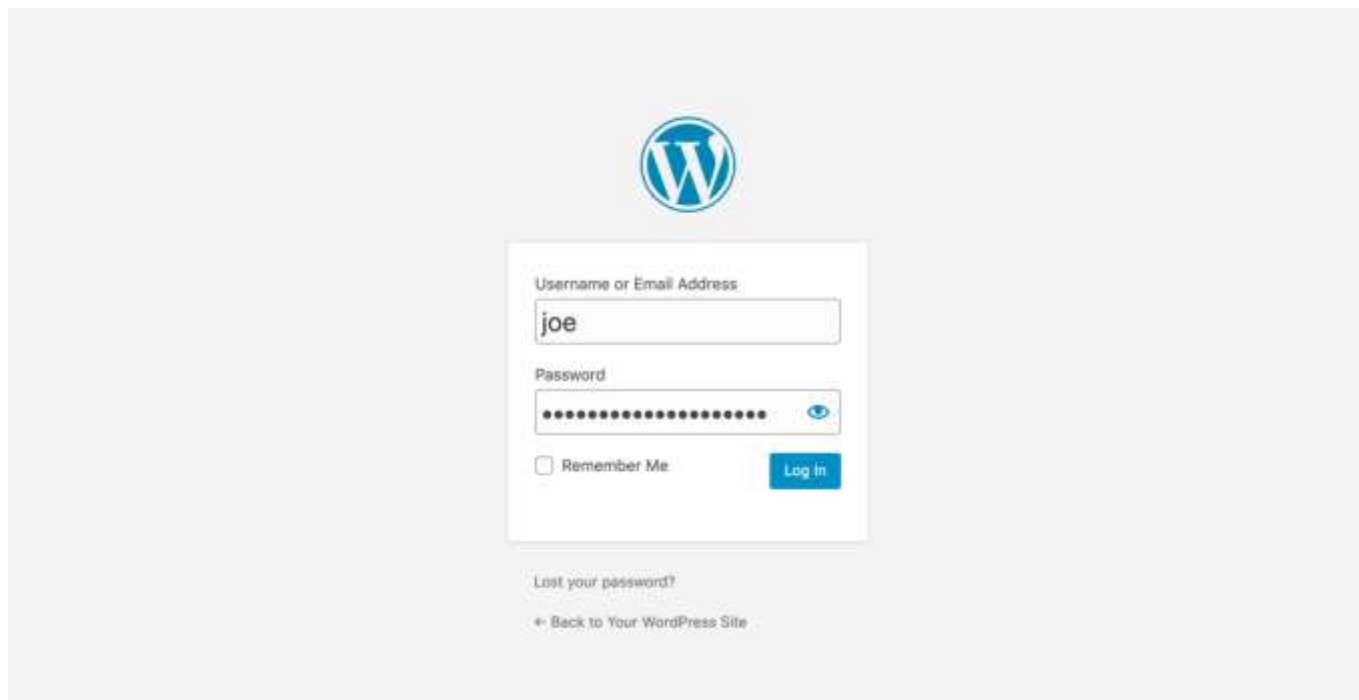 Username or Email Address
joe
Password
••••••••••••••••••••
Remember Me
Log In
Lost your password?
← Back to Your WordPress Site